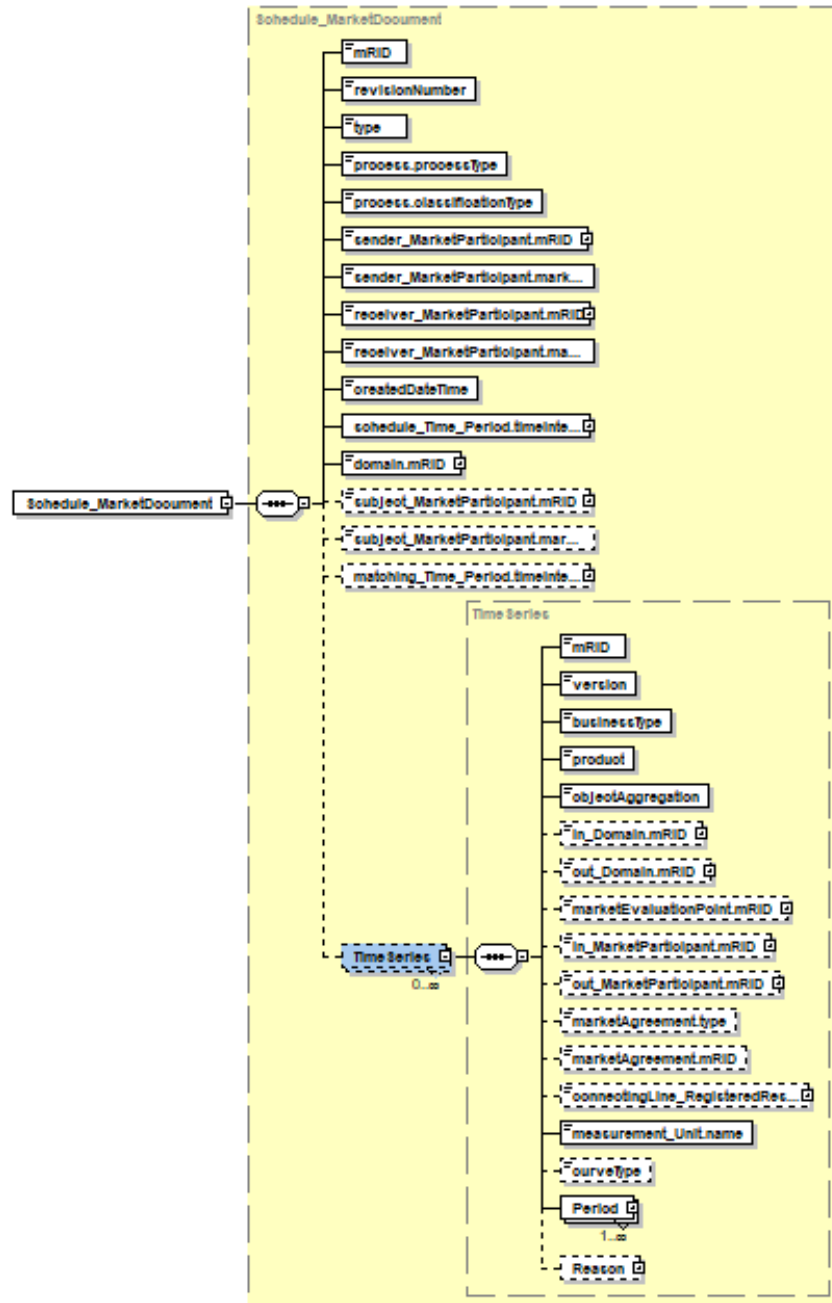 Schedule_MarketDocument
mRID
revisionNumber
type
process.processType
process.classificationType
sender_MarketParticipant.mRID
sender_MarketParticipant.mark...
receiver_MarketParticipant.mRID
receiver_MarketParticipant.ma...
createdDateTime
schedule_Time_Period.timeInte...
domain.mRID
Schedule_MarketDocument
subject_MarketParticipant.mRID
subject_MarketParticipant.mar...
matching_Time_Period.timeInte...
TimeSeries
mRID
version
businessType
product
objectAggregation
in_Domain.mRID
out_Domain.mRID
marketEvaluationPoint.mRID
in_MarketParticipant.mRID
TimeSeries
0..∞
out_MarketParticipant.mRID
marketAgreement.type
marketAgreement.mRID
connectingLine_RegisteredRes...
measurement_Unit.name
curveType
Period
1..∞
Reason